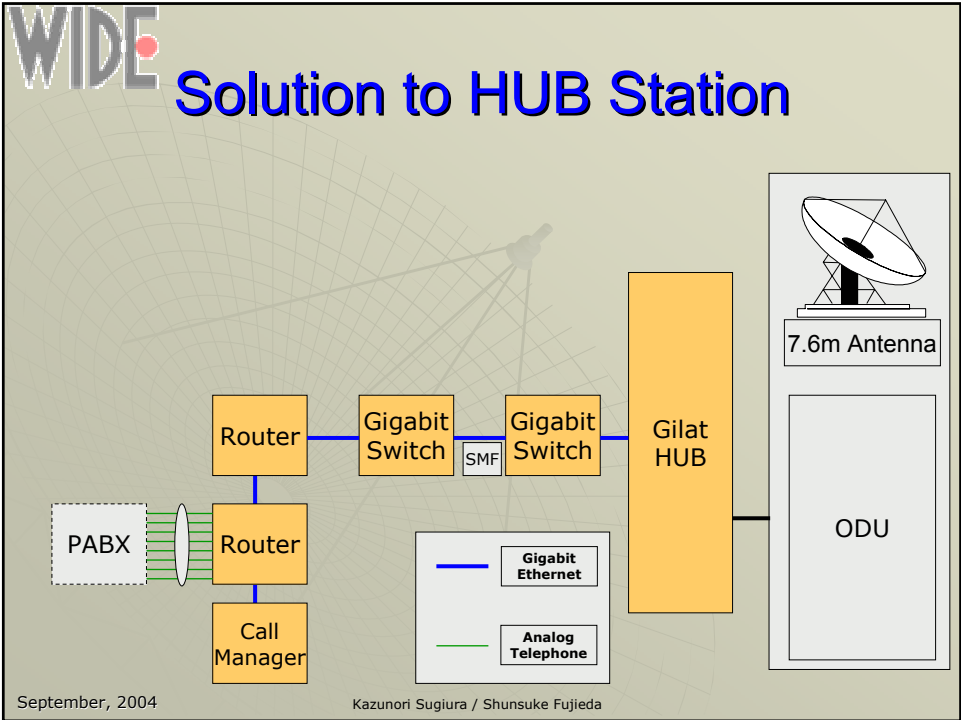 WIDE
Solution to HUB Station
7.6m Antenna
Router
Gigabit
Switch
SMF
Gigabit
Switch
Gilat
HUB
ODU
PABX
Router
Call
Manager
Gigabit
Ethernet
Analog
Telephone
September, 2004
Kazunori Sugiura / Shunsuke Fujieda